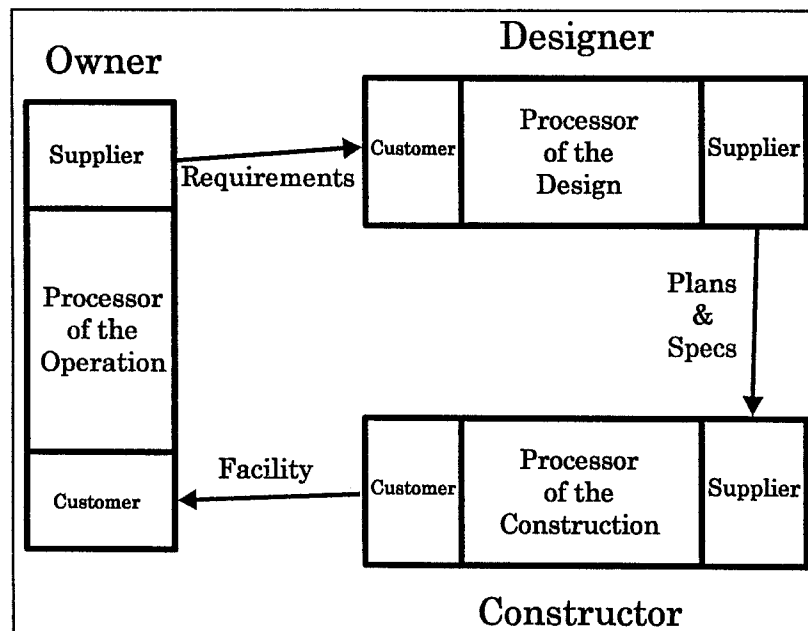 Owner
Supplier
Processor
of the
Operation
Customer
Requirements
Designer
Customer
Processor
of the
Design
Supplier
Plans
&
Specs
Customer
Processor
of the
Construction
Supplier
Constructor
Facility